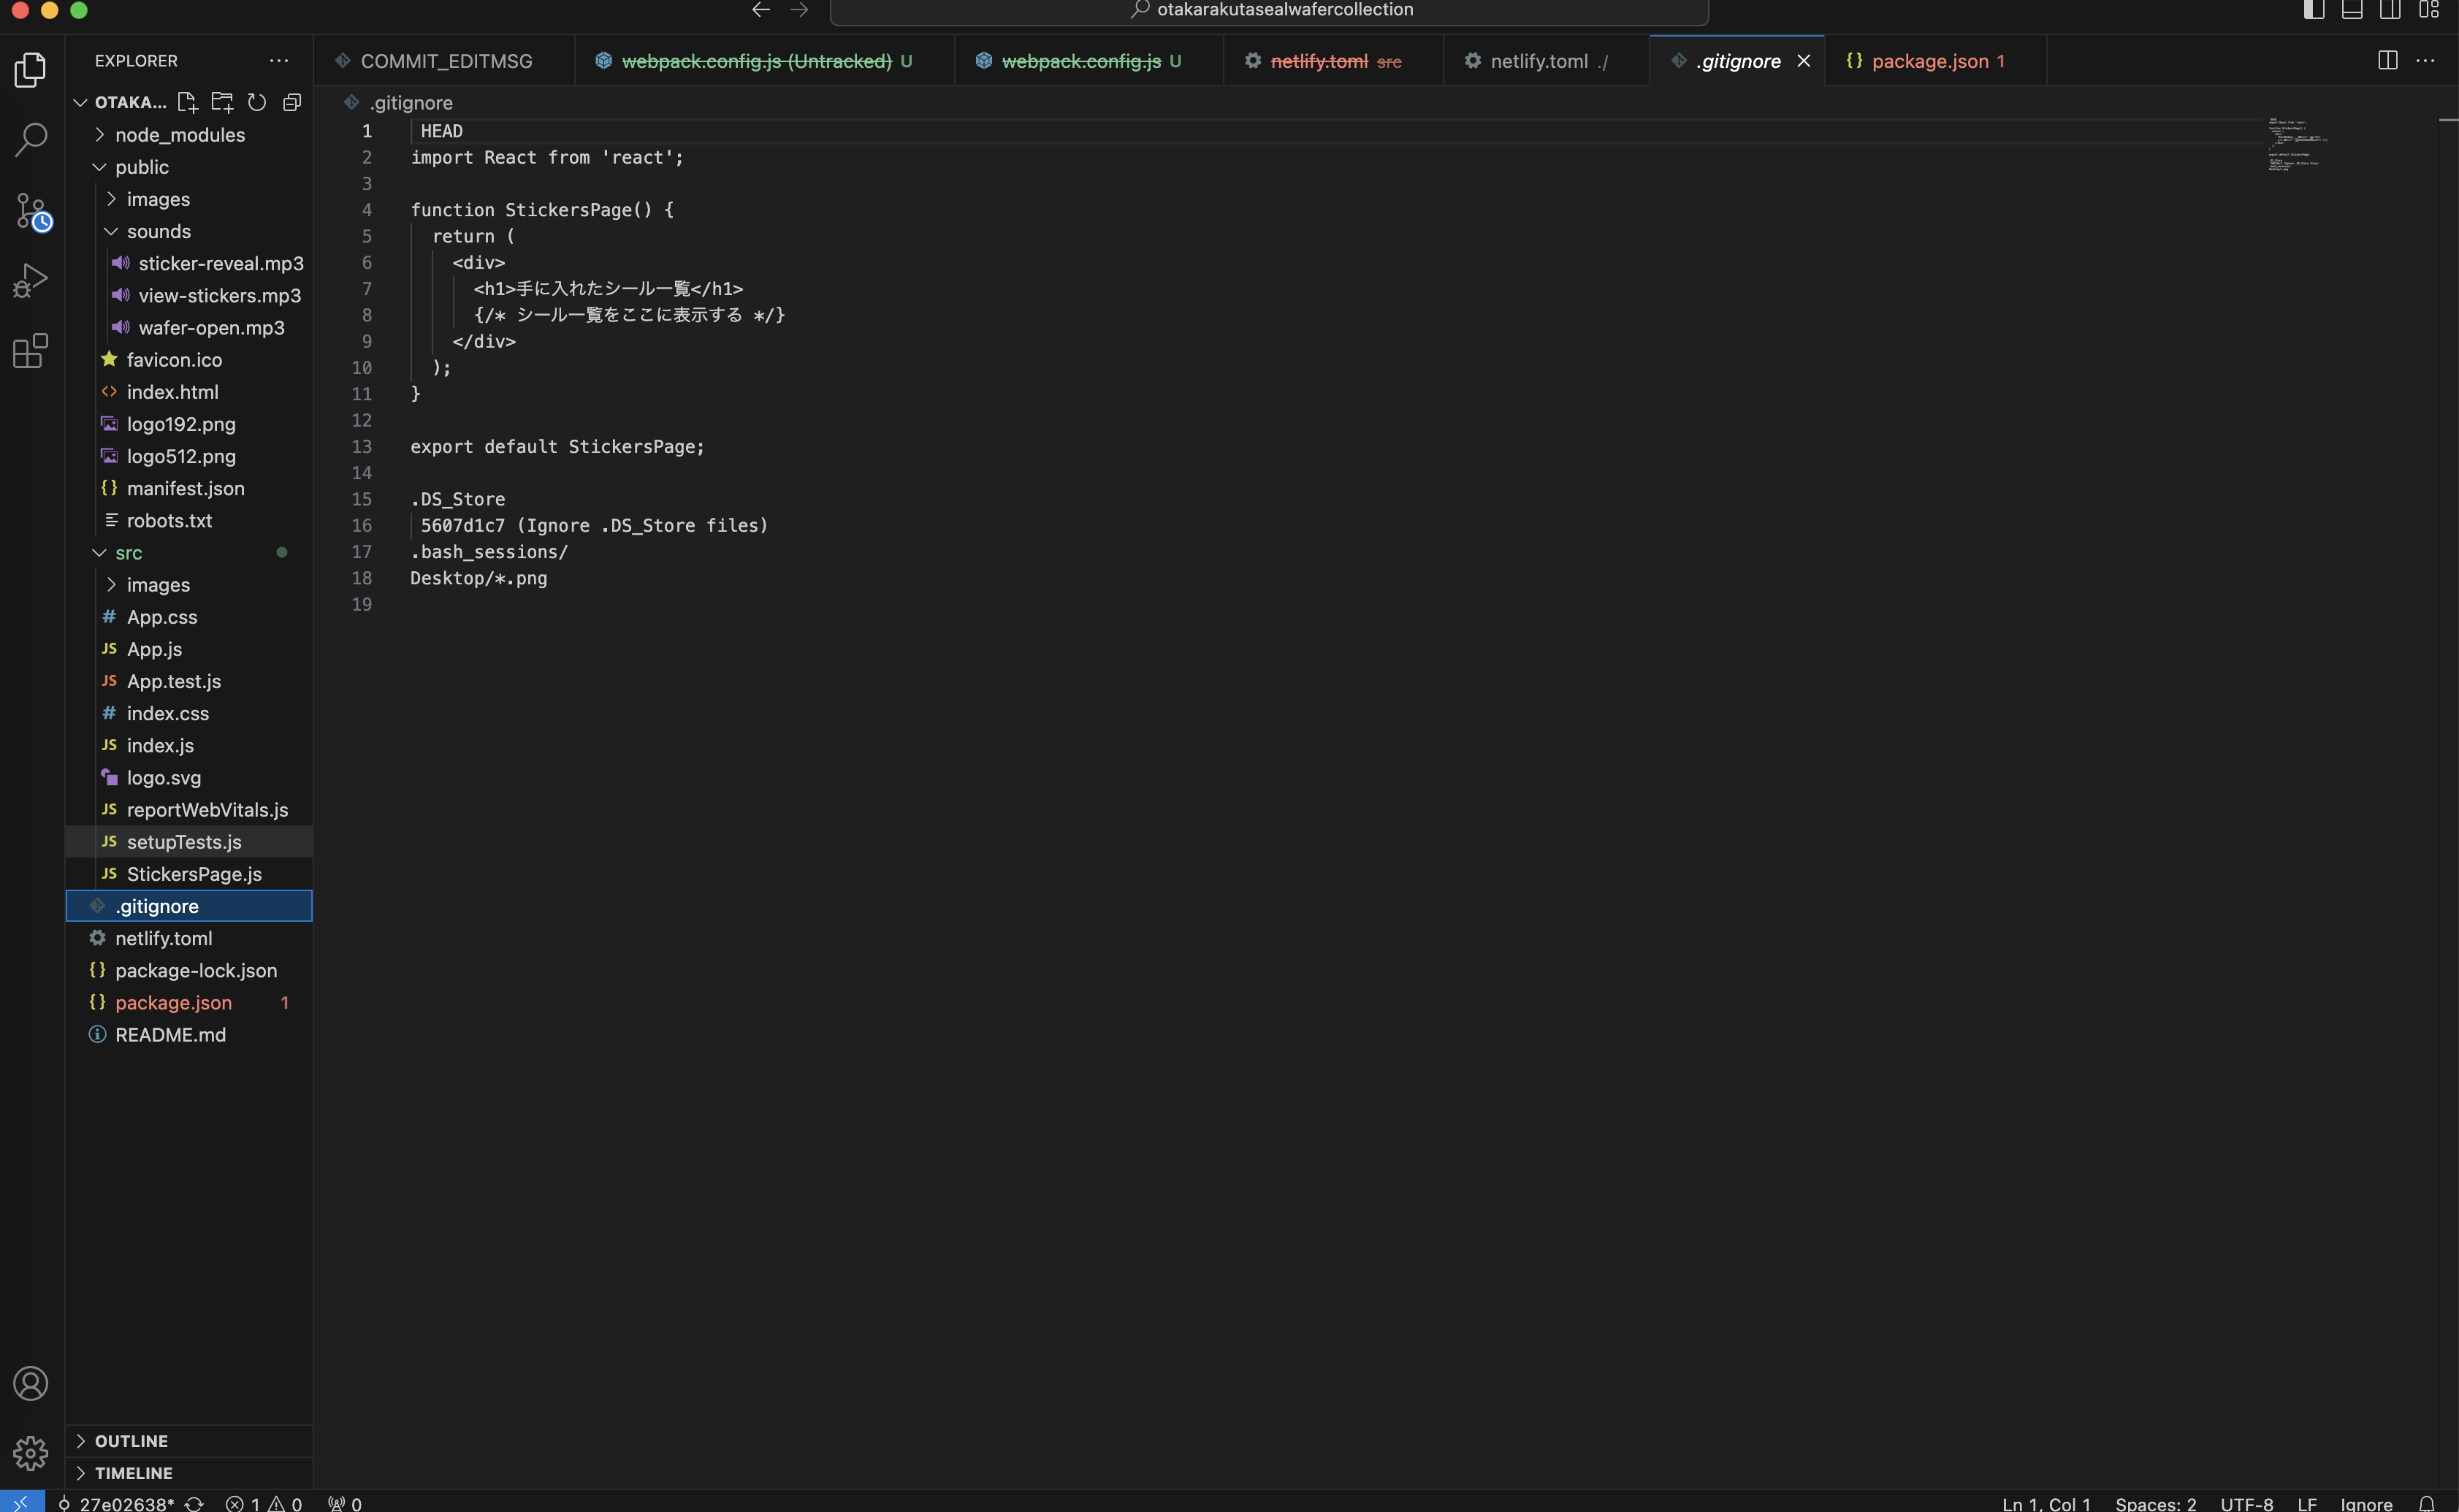 otakarakutasealwafercollection
EXPLORER
COMMIT_EDITMSG
webpack.config.js (Untracked) U
webpack.config.js U
netlify.toml src
netlify.toml ./
.gitignore
package.json 1
OTAKA...
node_modules
public
images
sounds
sticker-reveal.mp3
view-stickers.mp3
wafer-open.mp3
favicon.ico
index.html
logo192.png
logo512.png
manifest.json
robots.txt
src
images
App.css
App.js
App.test.js
index.css
index.js
logo.svg
reportWebVitals.js
setupTests.js
StickersPage.js
.gitignore
netlify.toml
package-lock.json
package.json 1
README.md
OUTLINE
TIMELINE
.gitignore
1 HEAD
2 import React from 'react';
3
4 function StickersPage() {
5 return (
6 <div>
7 <h1>手に入れたシール一覧</h1>
8 {/* シール一覧をここに表示する */}
9 </div>
10 );
11 }
12
13 export default StickersPage;
14
15 .DS_Store
16 5607d1c7 (Ignore .DS_Store files)
17 .bash_sessions/
18 Desktop/*.png
19
27e02638* 1 0 0
Ln 1, Col 1 Spaces: 2 UTF-8 LF Ignore